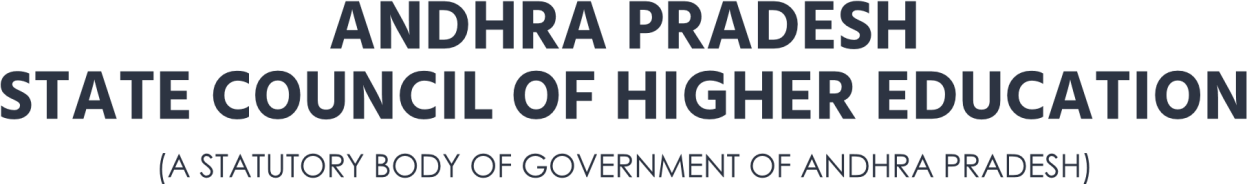 ANDHRA PRADESH
STATE COUNCIL OF HIGHER EDUCATION
(A STATUTORY BODY OF GOVERNMENT OF ANDHRA PRADESH)